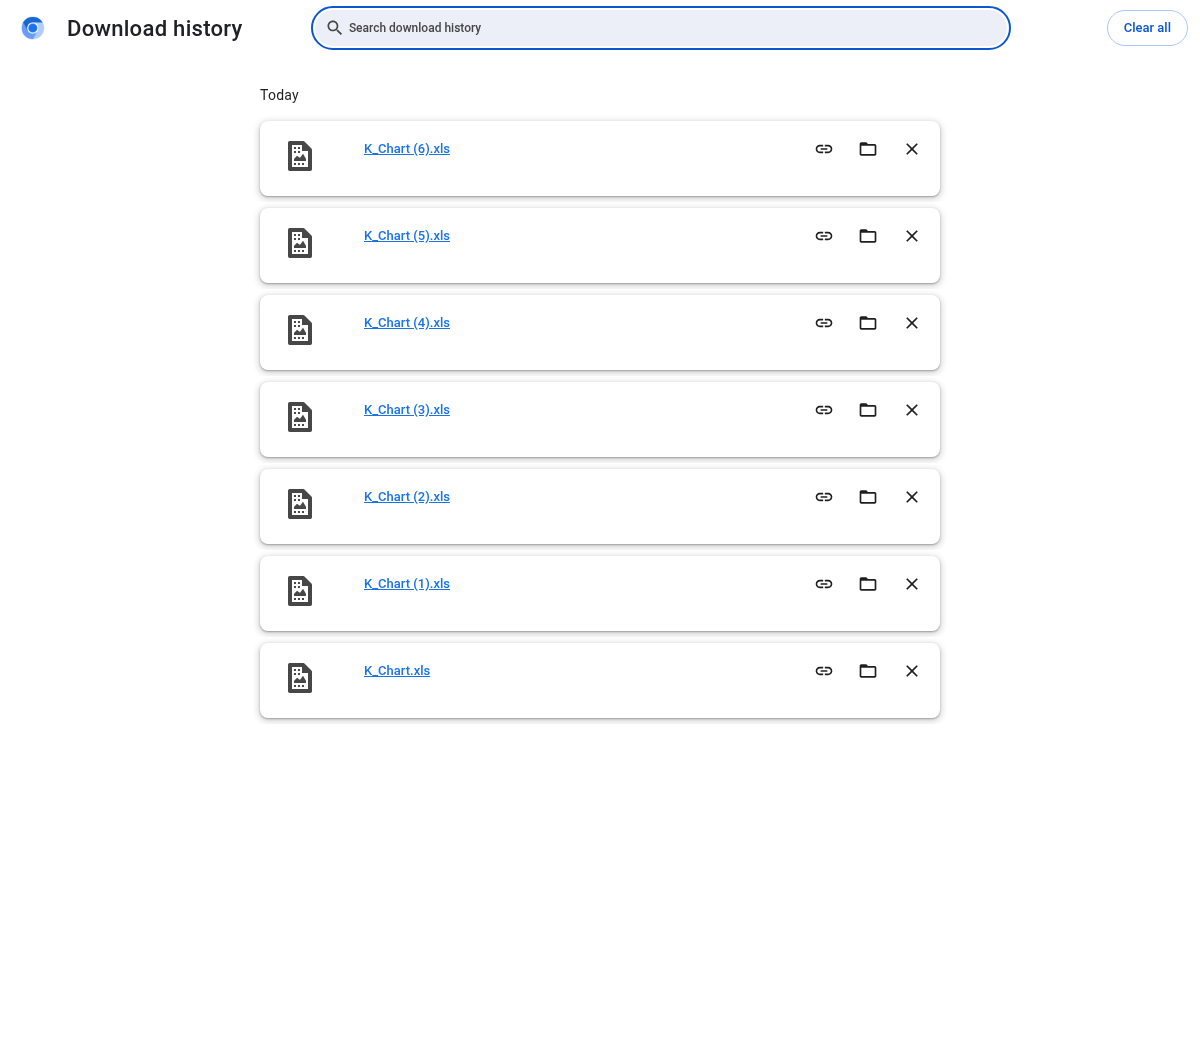 Download history
Search download history
Clear all
Today
K_Chart (6).xls
K_Chart (5).xls
K_Chart (4).xls
K_Chart (3).xls
K_Chart (2).xls
K_Chart (1).xls
K_Chart.xls